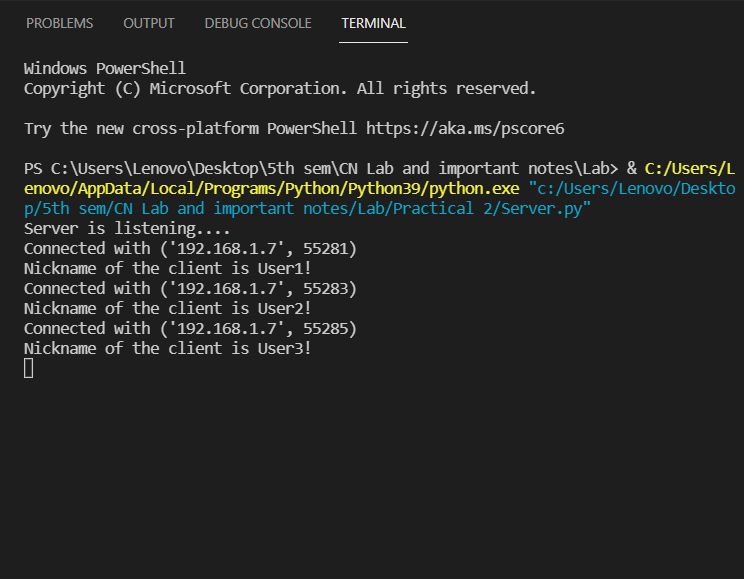 PROBLEMS OUTPUT DEBUG CONSOLE TERMINAL
Windows PowerShell
Copyright (C) Microsoft Corporation. All rights reserved.
Try the new cross-platform PowerShell https://aka.ms/pscore6
PS C:\Users\Lenovo\Desktop\5th sem\CN Lab and important notes\Lab> & C:/Users/L
enovo/AppData/Local/Programs/Python/Python39/python.exe "c:/Users/Lenovo/Deskto
p/5th sem/CN Lab and important notes/Lab/Practical 2/Server.py"
Server is listening....
Connected with ('192.168.1.7', 55281)
Nickname of the client is User1!
Connected with ('192.168.1.7', 55283)
Nickname of the client is User2!
Connected with ('192.168.1.7', 55285)
Nickname of the client is User3!